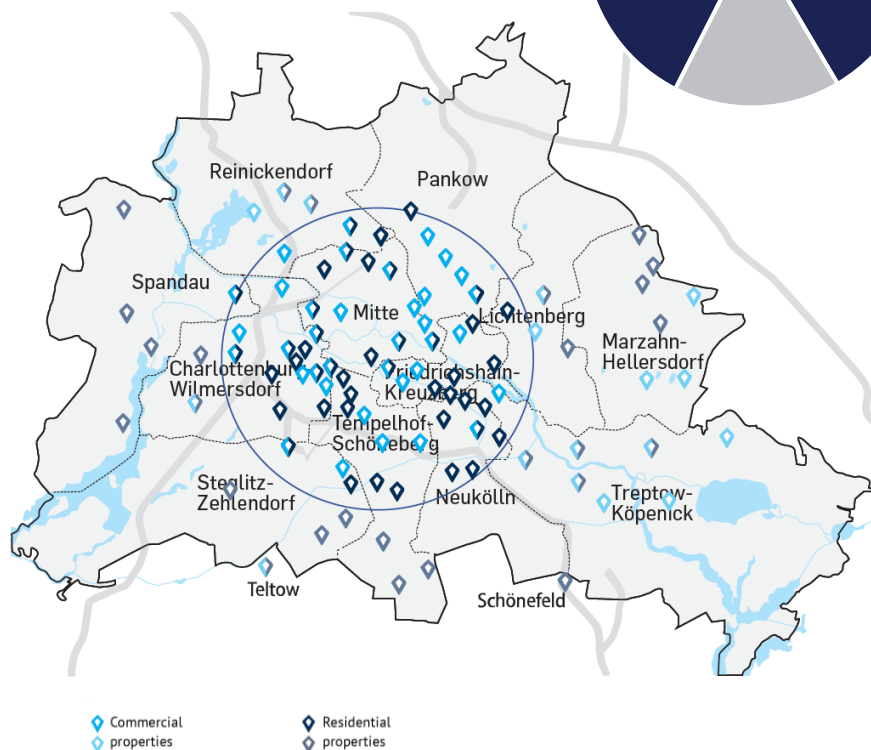 Reinickendorf
Pankow
Spandau
Mitte
Lichtenberg
Marzahn-
Hellersdorf
Charlottenburg
Wilmersdorf
Friedrichshain-
Kreuzberg
Tempelhof-
Schöneberg
Steglitz-
Zehlendorf
Neukölln
Treptow-
Köpenick
Teltow
Schönefeld
Commercial
properties
Residential
properties